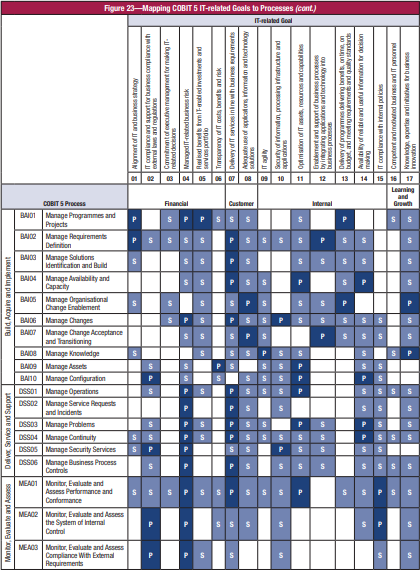 Figure 23—Mapping COBIT 5 IT-related Goals to Processes (cont.)
IT-related Goal
Alignment of IT and business strategy
IT compliance and support for business compliance with external laws and regulations
Commitment of executive management for making IT-related decisions
Managed IT-related business risk
Realised benefits from IT-enabled investments and services portfolio
Transparency of IT costs, benefits and risk
Delivery of IT services in line with business requirements
Adequate use of applications, information and technology solutions
IT agility
Security of information, processing infrastructure and applications
Optimisation of IT assets, resources and capabilities
Enablement and support of business processes by integrating applications and technology into business processes
Delivery of programmes delivering benefits, on time, on budget, and meeting requirements and quality standards
Availability of reliable and useful information for decision making
IT compliance with internal policies
Competent and motivated business and IT personnel
Knowledge, expertise and initiatives for business innovation
01 02 03 04 05 06 07 08 09 10 11 12 13 14 15 16 17
COBIT 5 Process Financial Customer Internal Learning and Growth
Build, Acquire and Implement
BAI01 Manage Programmes and Projects P S P P S S S S P S S
BAI02 Manage Requirements Definition P S S S S P S S S S P S S S
BAI03 Manage Solutions Identification and Build S S S P S S S S S S
BAI04 Manage Availability and Capacity S S P S S P S P S
BAI05 Manage Organisational Change Enablement S S S S P S S S P P
BAI06 Manage Changes S P S P S S P S S S S S S
BAI07 Manage Change Acceptance and Transitioning S S S P S P S S S S
BAI08 Manage Knowledge S S S S P S S S S P
BAI09 Manage Assets S S P S S S P S S
BAI10 Manage Configuration P S S S S S P P S
Deliver, Service and Support
DSS01 Manage Operations S P S P S S S P S S S S
DSS02 Manage Service Requests and Incidents P P S S S S S
DSS03 Manage Problems S P S P S S P S P S S
DSS04 Manage Continuity S S P S P S S S S S P S S S
DSS05 Manage Security Services S P P S S P S S S S
DSS06 Manage Business Process Controls S P P S S S S S S S S
Monitor, Evaluate and Assess
MEA01 Monitor, Evaluate and Assess Performance and Conformance S S S P S S P S S S P S S P S S
MEA02 Monitor, Evaluate and Assess the System of Internal Control P P S S S S S P S
MEA03 Monitor, Evaluate and Assess Compliance With External Requirements P P S S S S S